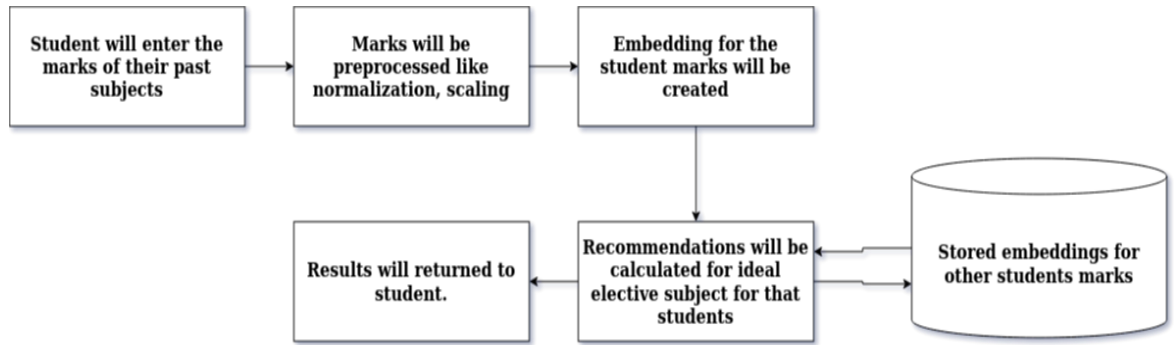 Student will enter the
marks of their past
subjects
Marks will be
preprocessed like
normalization, scaling
Embedding for the
student marks will be
created
Recommendations will be
calculated for ideal
elective subject for that
students
Stored embeddings for
other students marks
Results will returned to
student.